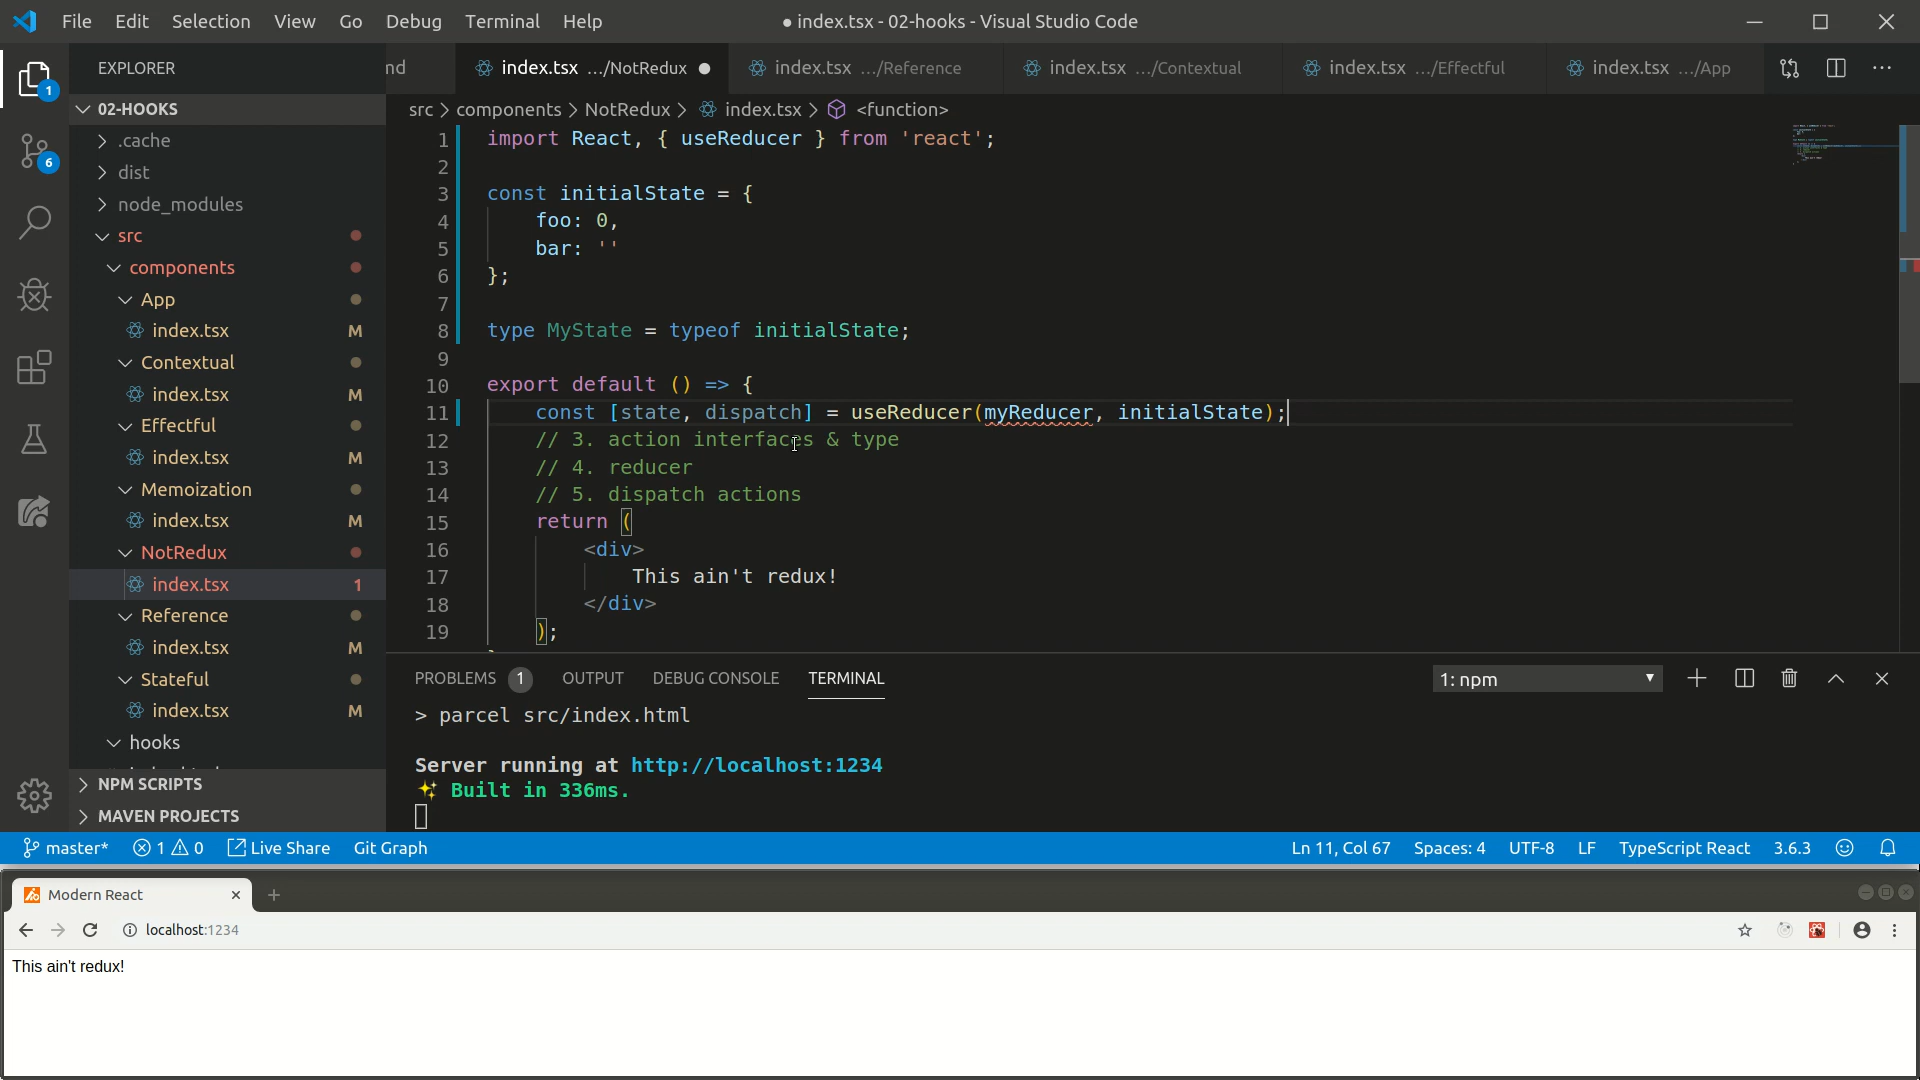 File Edit Selection View Go Debug Terminal Help
● index.tsx - 02-hooks - Visual Studio Code
EXPLORER
1
6
02-HOOKS
.cache
dist
node_modules
src
components
App
index.tsx M
Contextual
index.tsx M
Effectful
index.tsx M
Memoization
index.tsx M
NotRedux
index.tsx 1
Reference
index.tsx M
Stateful
index.tsx M
hooks
NPM SCRIPTS
MAVEN PROJECTS
nd index.tsx .../NotRedux ● index.tsx .../Reference index.tsx .../Contextual index.tsx .../Effectful index.tsx .../App
src > components > NotRedux > index.tsx > <function>
1 import React, { useReducer } from 'react';
2
3 const initialState = {
4 foo: 0,
5 bar: ''
6 };
7
8 type MyState = typeof initialState;
9
10 export default () => {
11 const [state, dispatch] = useReducer(myReducer, initialState);
12 // 3. action interfaces & type
13 // 4. reducer
14 // 5. dispatch actions
15 return (
16 <div>
17 This ain't redux!
18 </div>
19 );
PROBLEMS 1 OUTPUT DEBUG CONSOLE TERMINAL 1: npm
> parcel src/index.html
Server running at http://localhost:1234
✨ Built in 336ms.
master* 1 0 Live Share Git Graph Ln 11, Col 67 Spaces: 4 UTF-8 LF TypeScript React 3.6.3
Modern React
localhost:1234
This ain't redux!